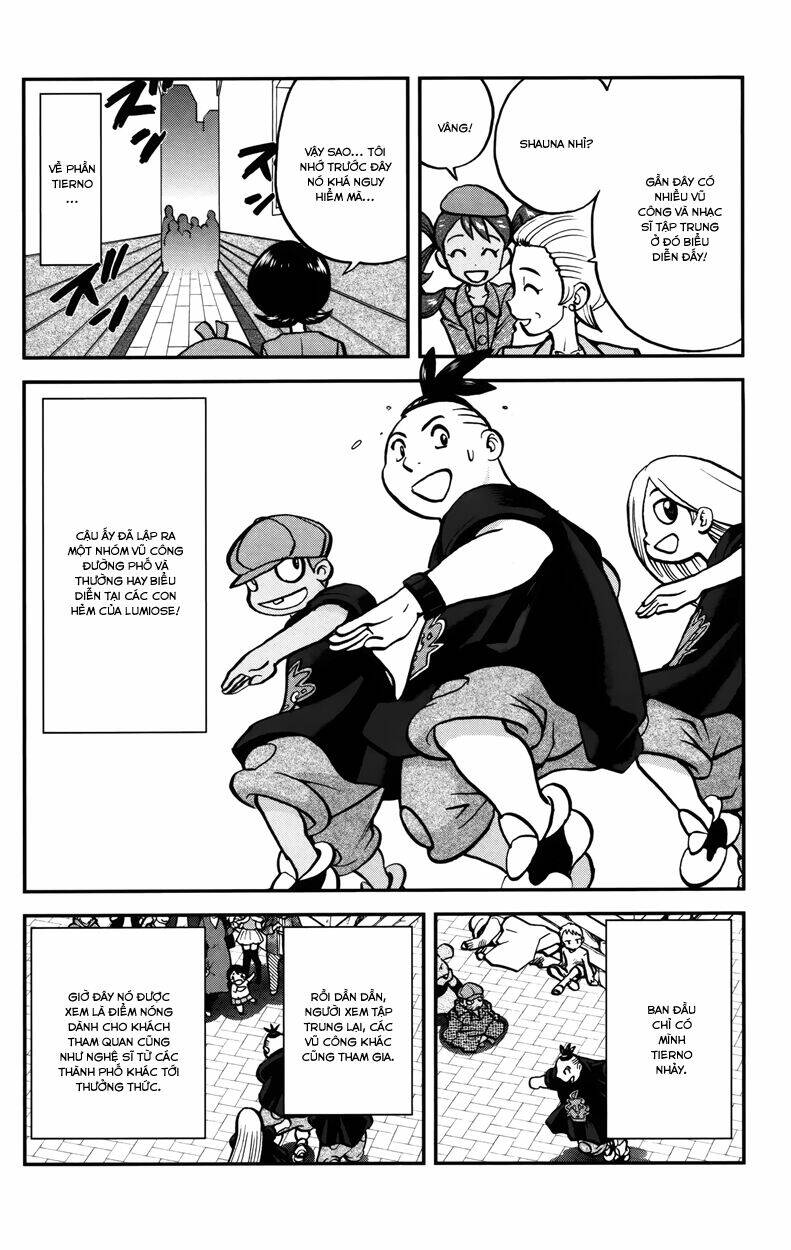 GẦN ĐÂY CÓ
NHIỀU VŨ
CÔNG VÀ NHẠC
SĨ TẬP TRUNG
Ở ĐÓ BIỂU
DIỄN ĐẤY!
SHAUNA NHỈ?
VÂNG!
VẬY SAO... TÔI
NHỚ TRƯỚC ĐÂY
NÓ KHÁ NGUY
HIỂM MÀ...
VỀ PHẦN
TIERNO
...
CẬU ẤY ĐÃ LẬP RA
MỘT NHÓM VŨ CÔNG
ĐƯỜNG PHỐ VÀ
THƯỜNG HAY BIỂU
DIỄN TẠI CÁC CON
HẺM CỦA LUMIOSE!
BAN ĐẦU
CHỈ CÓ
MÌNH
TIERNO
NHẢY.
RỒI DẦN DẦN,
NGƯỜI XEM TẬP
TRUNG LẠI, CÁC
VŨ CÔNG KHÁC
CŨNG THAM GIA.
GIỜ ĐÂY NÓ ĐƯỢC
XEM LÀ ĐIỂM NÓNG
DÀNH CHO KHÁCH
THAM QUAN CŨNG
NHƯ NGHỆ SĨ TỪ CÁC
THÀNH PHỐ KHÁC TỚI
THƯỞNG THỨC.